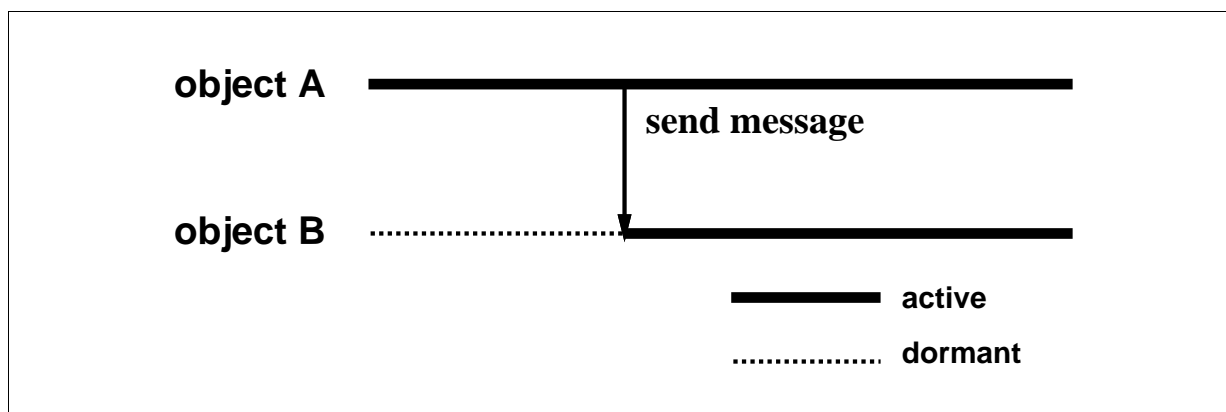 object A
send message
object B
active
dormant